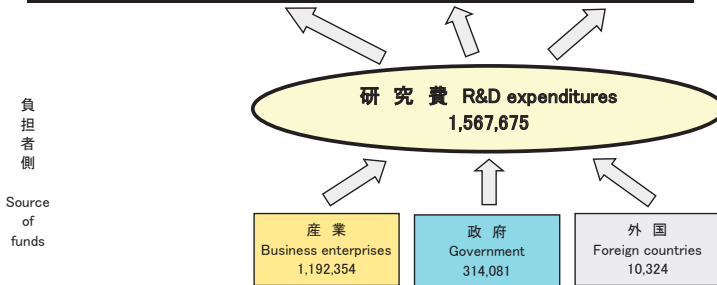 研 究 費 R&D expenditures
1,567,675
負
担
者
側
Source
of
funds
産 業
Business enterprises
1,192,354
政 府
Government
314,081
外 国
Foreign countries
10,324